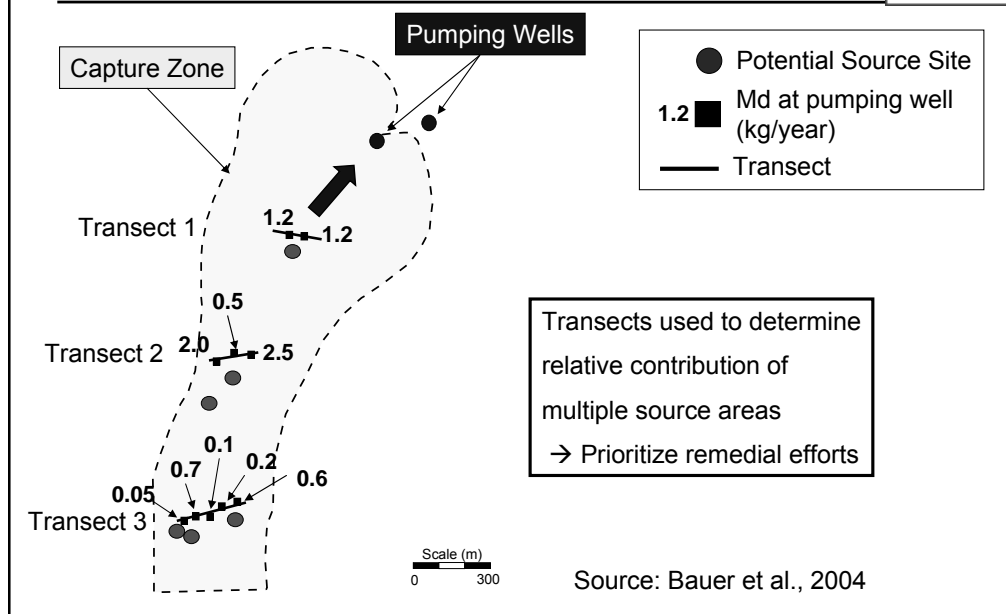 Pumping Wells
Capture Zone
Potential Source Site
1.2
Md at pumping well
(kg/year)
Transect
Transect 1
1.2
1.2
0.5
Transect 2
2.0
2.5
Transects used to determine
relative contribution of
multiple source areas
→ Prioritize remedial efforts
0.1
0.7
0.2
0.6
0.05
Transect 3
Scale (m)
0
300
Source: Bauer et al., 2004